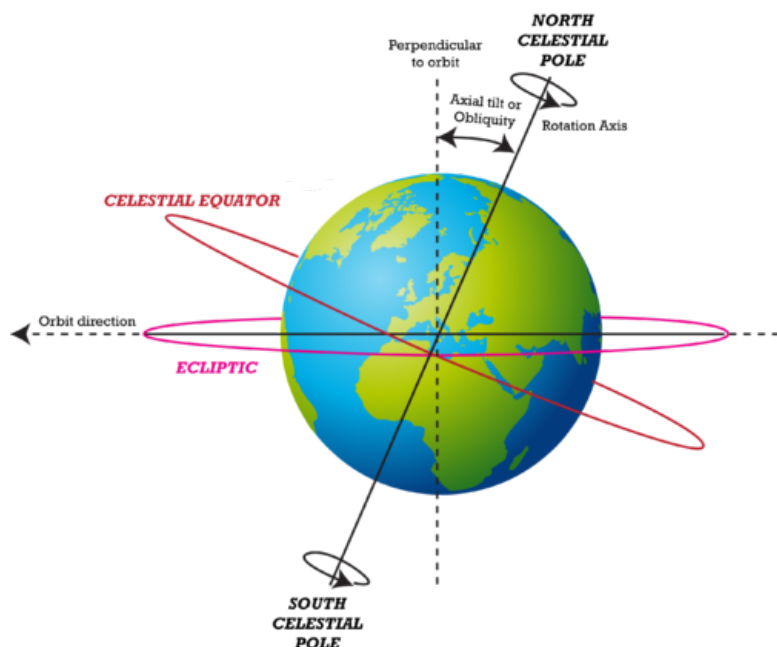 NORTH
CELESTIAL
POLE
Perpendicular
to orbit
Axial tilt or
Obliquity
Rotation Axis
CELESTIAL EQUATOR
Orbit direction
ECLIPTIC
SOUTH
CELESTIAL
POLE